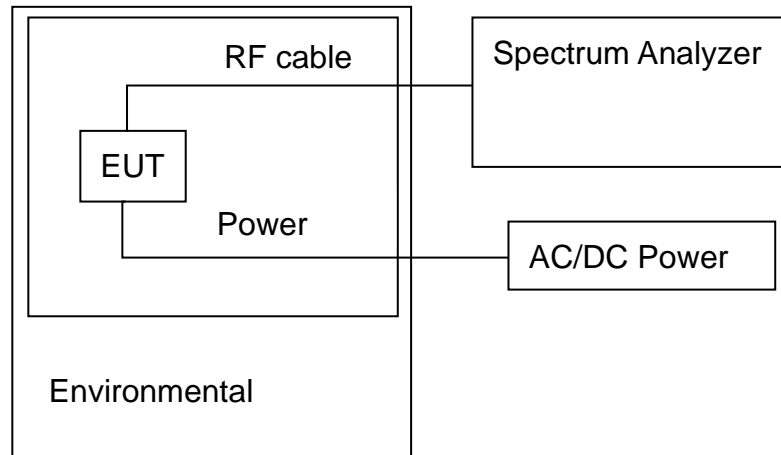 RF cable
Spectrum Analyzer
EUT
Power
AC/DC Power
Environmental